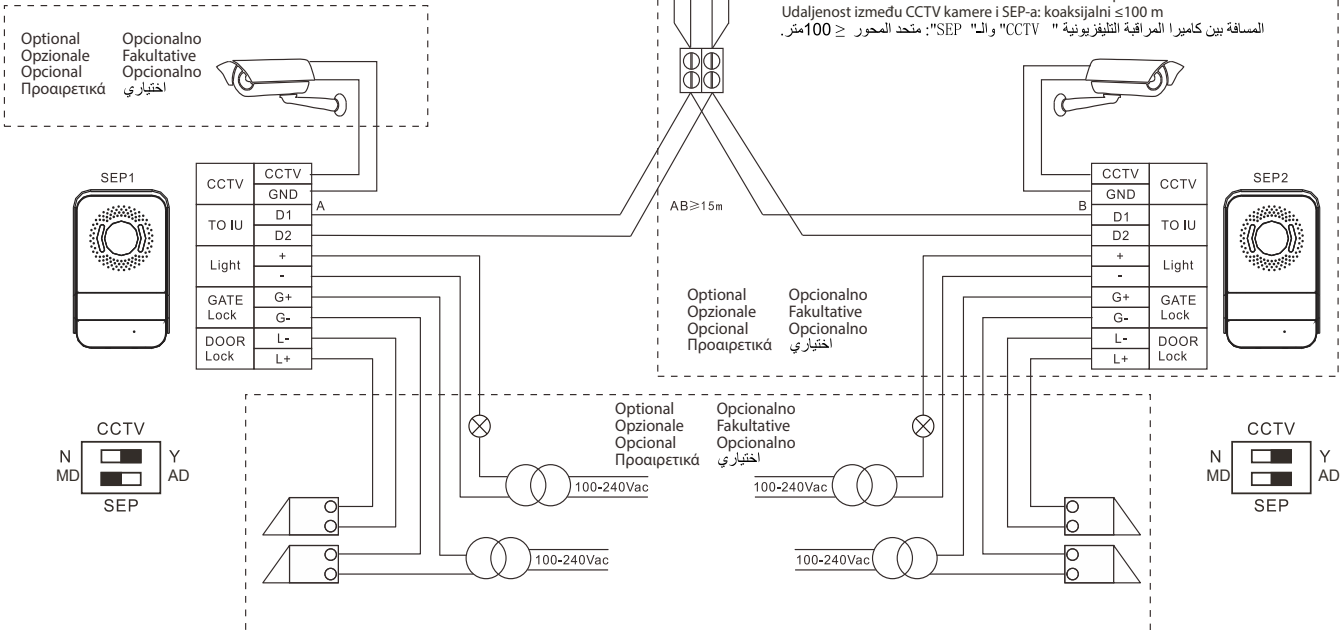 Udaljenost između CCTV kamere i SEP-a: koaksijalni ≤100 m
المسافة بين كاميرا المراقبة التليفزيونية " CCTV" والـ" SEP": متحد المحور ≤ 100متر.
Optional Opcionalno
Opzionale Fakultative
Opcional Opcionalno
Προαιρετικά اختياري
SEP1
CCTV
CCTV
GND
A
TO IU
D1
D2
Light
+
-
GATE
Lock
G+
G-
DOOR
Lock
L-
L+
AB≥15m
B
CCTV
GND
CCTV
D1
D2
TO IU
+
-
Light
G+
G-
GATE
Lock
L-
L+
DOOR
Lock
SEP2
Optional Opcionalno
Opzionale Fakultative
Opcional Opcionalno
Προαιρετικά اختياري
Optional Opcionalno
Opzionale Fakultative
Opcional Opcionalno
Προαιρετικά اختياري
CCTV
N Y
MD AD
SEP
100-240Vac
100-240Vac
100-240Vac
100-240Vac
CCTV
N Y
MD AD
SEP